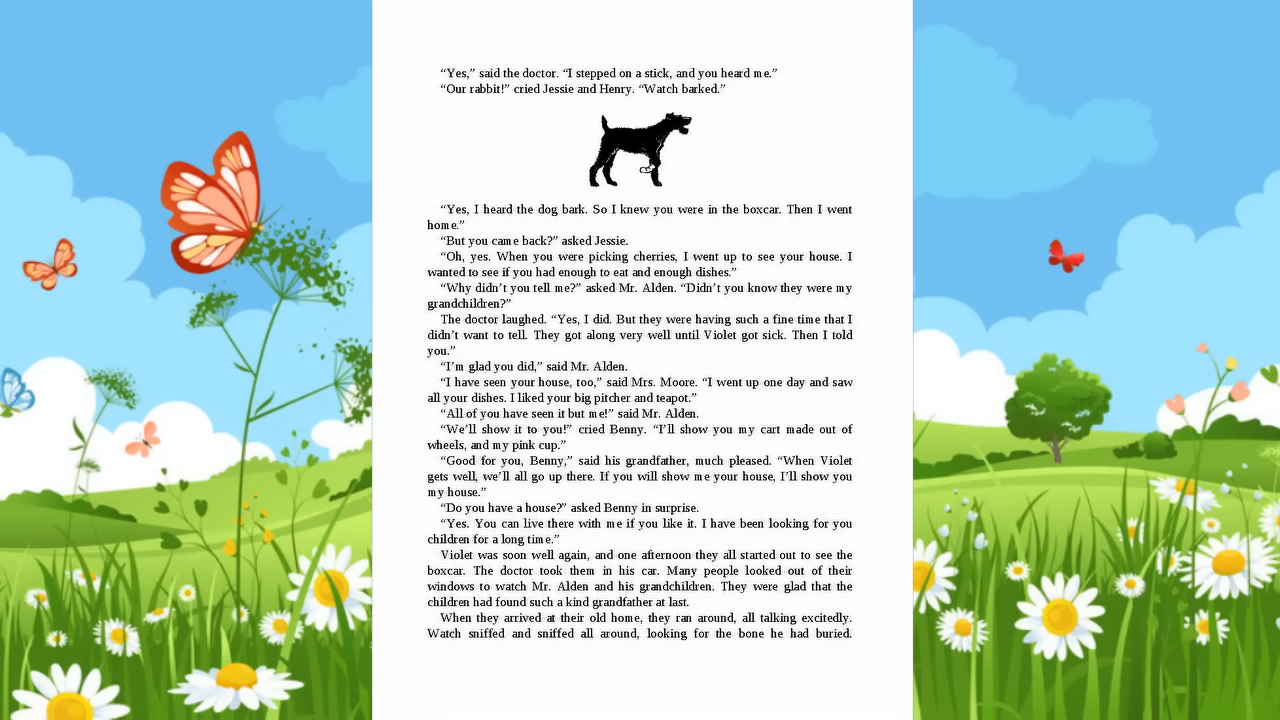 “Yes,” said the doctor. “I stepped on a stick, and you heard me.”
“Our rabbit!” cried Jessie and Henry. “Watch barked.”
“Yes, I heard the dog bark. So I knew you were in the boxcar. Then I went
home.”
“But you came back?” asked Jessie.
“Oh, yes. When you were picking cherries, I went up to see your house. I
wanted to see if you had enough to eat and enough dishes.”
“Why didn’t you tell me?” asked Mr. Alden. “Didn’t you know they were my
grandchildren?”
The doctor laughed. “Yes, I did. But they were having such a fine time that I
didn’t want to tell. They got along very well until Violet got sick. Then I told
you.”
“I’m glad you did,” said Mr. Alden.
“I have seen your house, too,” said Mrs. Moore. “I went up one day and saw
all your dishes. I liked your big pitcher and teapot.”
“All of you have seen it but me!” said Mr. Alden.
“We’ll show it to you!” cried Benny. “I’ll show you my cart made out of
wheels, and my pink cup.”
“Good for you, Benny,” said his grandfather, much pleased. “When Violet
gets well, we’ll all go up there. If you will show me your house, I’ll show you
my house.”
“Do you have a house?” asked Benny in surprise.
“Yes. You can live there with me if you like it. I have been looking for you
children for a long time.”
Violet was soon well again, and one afternoon they all started out to see the
boxcar. The doctor took them in his car. Many people looked out of their
windows to watch Mr. Alden and his grandchildren. They were glad that the
children had found such a kind grandfather at last.
When they arrived at their old home, they ran around, all talking excitedly.
Watch sniffed and sniffed all around, looking for the bone he had buried.